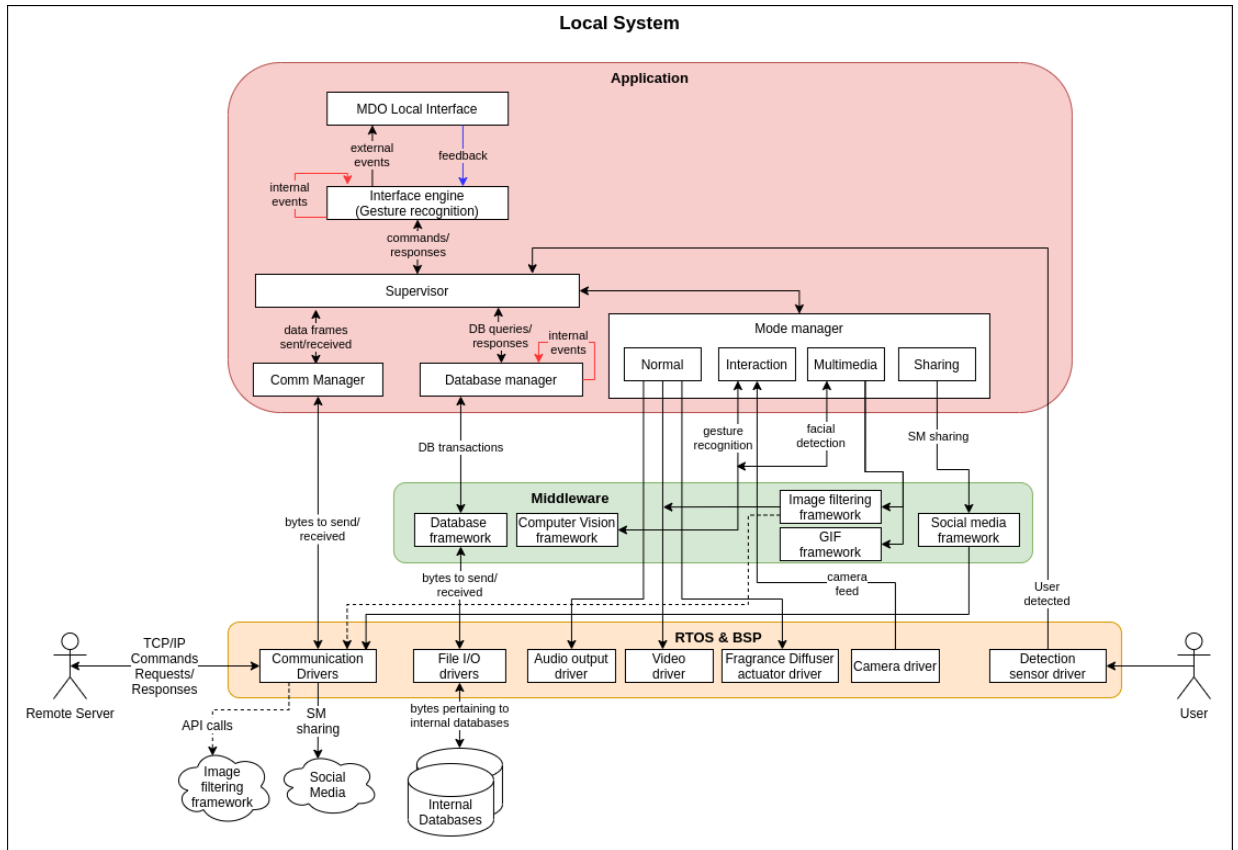 Local System
Application
MDO Local Interface
external
events
feedback
internal
events
Interface engine
(Gesture recognition)
commands/
responses
Supervisor
data frames
sent/received
DB queries/
responses
internal
events
Mode manager
Normal
Interaction
Multimedia
Sharing
Comm Manager
Database manager
DB transactions
gesture
recognition
facial
detection
SM sharing
Middleware
Database
framework
Computer Vision
framework
Image filtering
framework
GIF
framework
Social media
framework
bytes to send/
received
bytes to send/
received
camera
feed
User
detected
RTOS & BSP
TCP/IP
Commands
Requests/
Responses
Communication
Drivers
File I/O
drivers
Audio output
driver
Video
driver
Fragrance Diffuser
actuator driver
Camera driver
Detection
sensor driver
Remote Server
User
API calls
SM
sharing
bytes pertaining to
internal databases
Image
filtering
framework
Social
Media
Internal
Databases